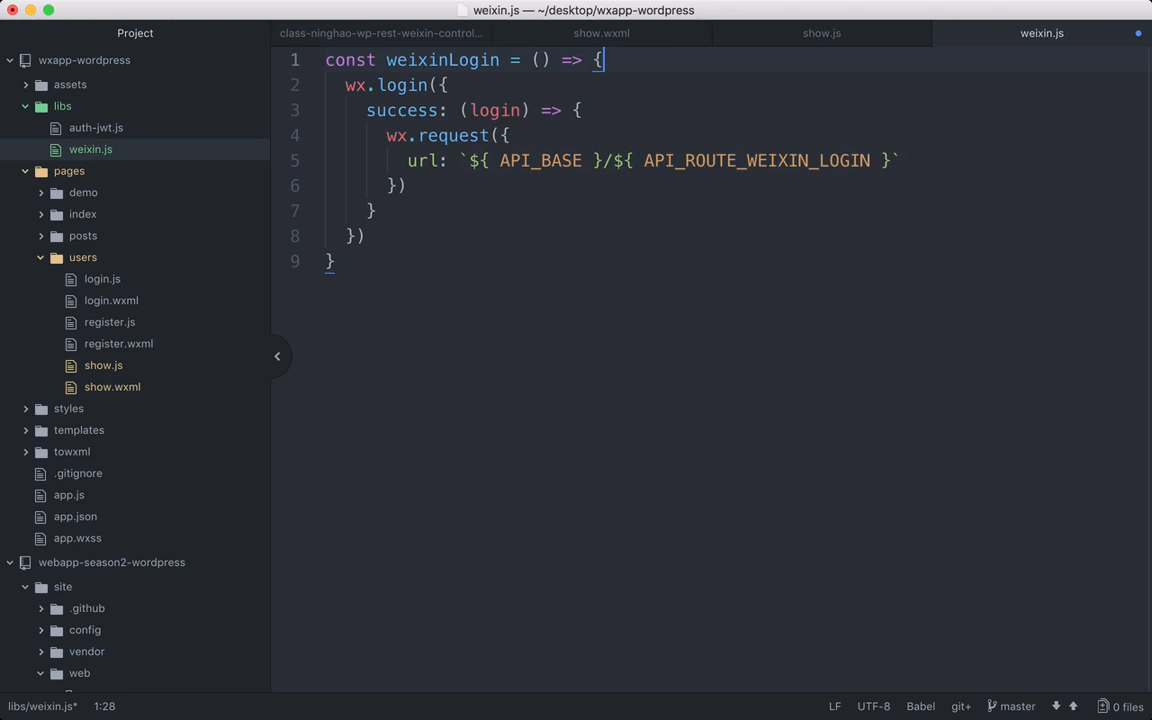 weixin.js — ~/desktop/wxapp-wordpress
Project
class-ninghao-wp-rest-weixin-control...
show.wxml
show.js
weixin.js
wxapp-wordpress
assets
libs
auth-jwt.js
weixin.js
pages
demo
index
posts
users
login.js
login.wxml
register.js
register.wxml
show.js
show.wxml
styles
templates
towxml
.gitignore
app.js
app.json
app.wxss
webapp-season2-wordpress
site
.github
config
vendor
web
1 const weixinLogin = () => {
2 wx.login({
3 success: (login) => {
4 wx.request({
5 url: `${ API_BASE }/${ API_ROUTE_WEIXIN_LOGIN }`
6 })
7 }
8 })
9 }
libs/weixin.js* 1:28
LF UTF-8 Babel git+ master 0 files